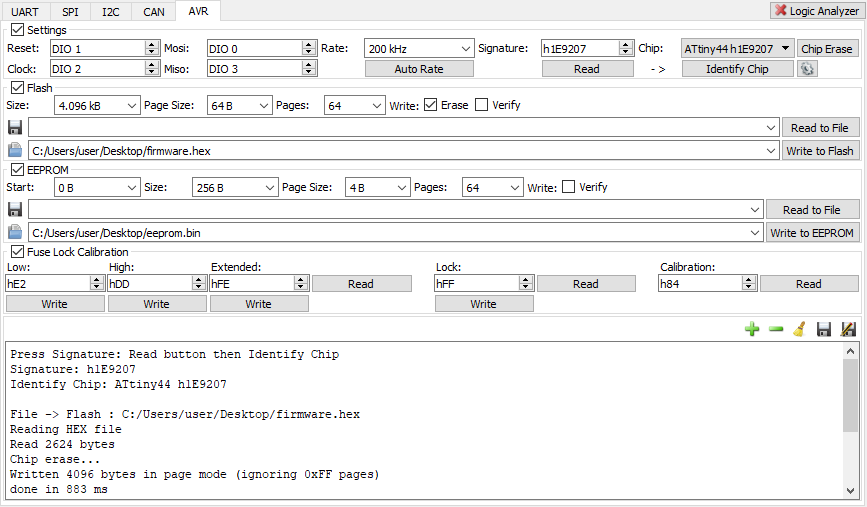 UART SPI I2C CAN AVR Logic Analyzer
Settings
Reset: DIO 1 Mosi: DIO 0 Rate: 200 kHz Signature: h1E9207 Chip: ATtiny44 h1E9207 Chip Erase
Clock: DIO 2 Miso: DIO 3 Auto Rate Read -> Identify Chip
Flash
Size: 4.096 kB Page Size: 64 B Pages: 64 Write: Erase Verify
Read to File
C:/Users/user/Desktop/firmware.hex Write to Flash
EEPROM
Start: 0 B Size: 256 B Page Size: 4 B Pages: 64 Write: Verify
Read to File
C:/Users/user/Desktop/eeprom.bin Write to EEPROM
Fuse Lock Calibration
Low: High: Extended: Lock: Calibration:
hE2 hDD hFE Read hFF Read h84 Read
Write Write Write Write
Press Signature: Read button then Identify Chip
Signature: h1E9207
Identify Chip: ATtiny44 h1E9207
File -> Flash : C:/Users/user/Desktop/firmware.hex
Reading HEX file
Read 2624 bytes
Chip erase...
Written 4096 bytes in page mode (ignoring 0xFF pages)
done in 883 ms